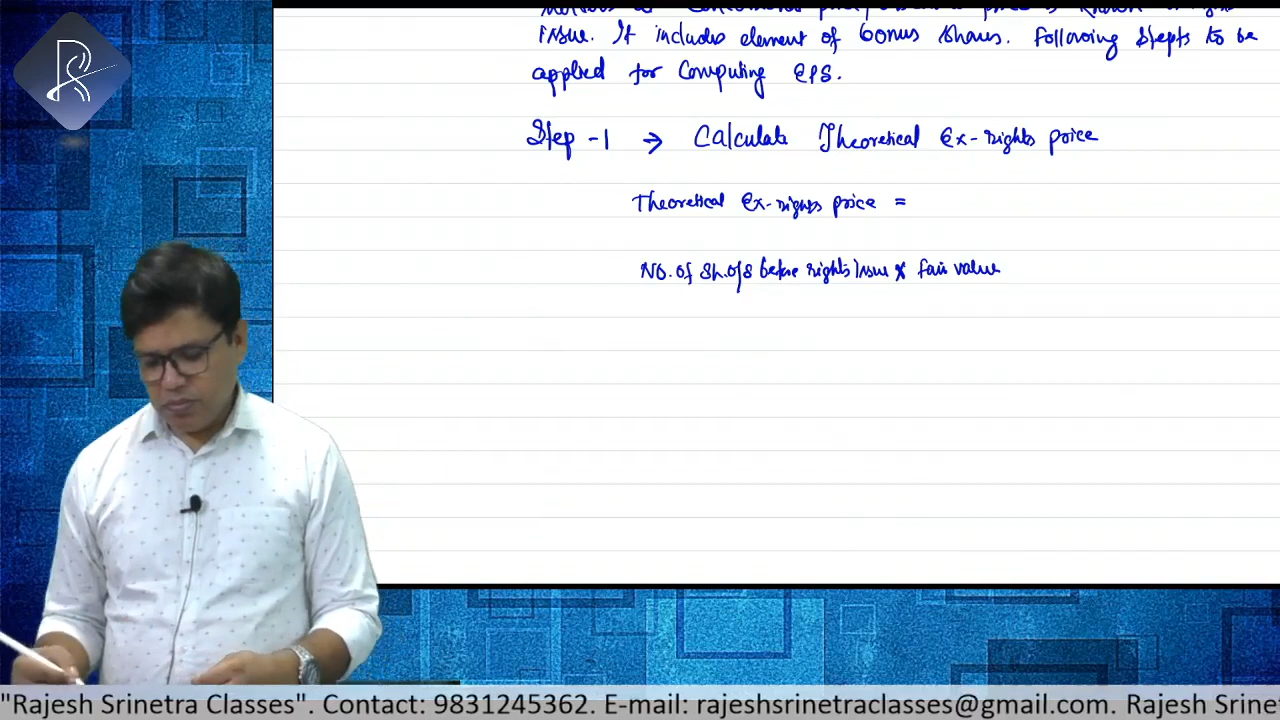 issue. It includes element of bonus shares. Following stepts to be
applied for computing EPS.
Step -1 → Calculate Theoretical Ex-rights price
Theoretical Ex-rights price =
No. of sh. o/s before rights issue x fair value
"Rajesh Srinetra Classes". Contact: 9831245362. E-mail: rajeshsrinetraclasses@gmail.com. Rajesh Srine